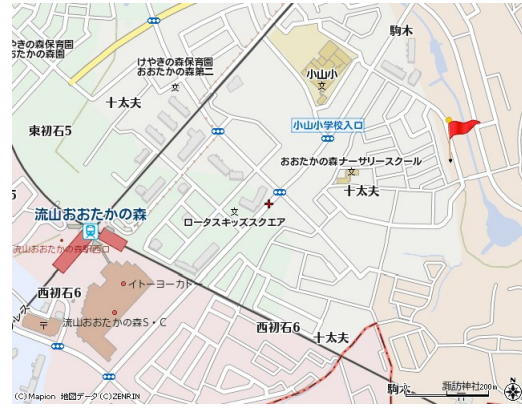 駒木
けやきの森保育園
おおたかの森園
けやきの森保育園
おおたかの森第二
小山小
十太夫
東初石5
小山小学校入口
おおたかの森ナーサリースクール
十太夫
流山おおたかの森
ロータスキッズスクエア
流山おおたかの森駅西口
イトーヨーカドー
西初石6
流山おおたかの森S・C
西初石6
十太夫
駒木
諏訪神社
200m
(C) Mapion 地図データ(C)ZENRIN